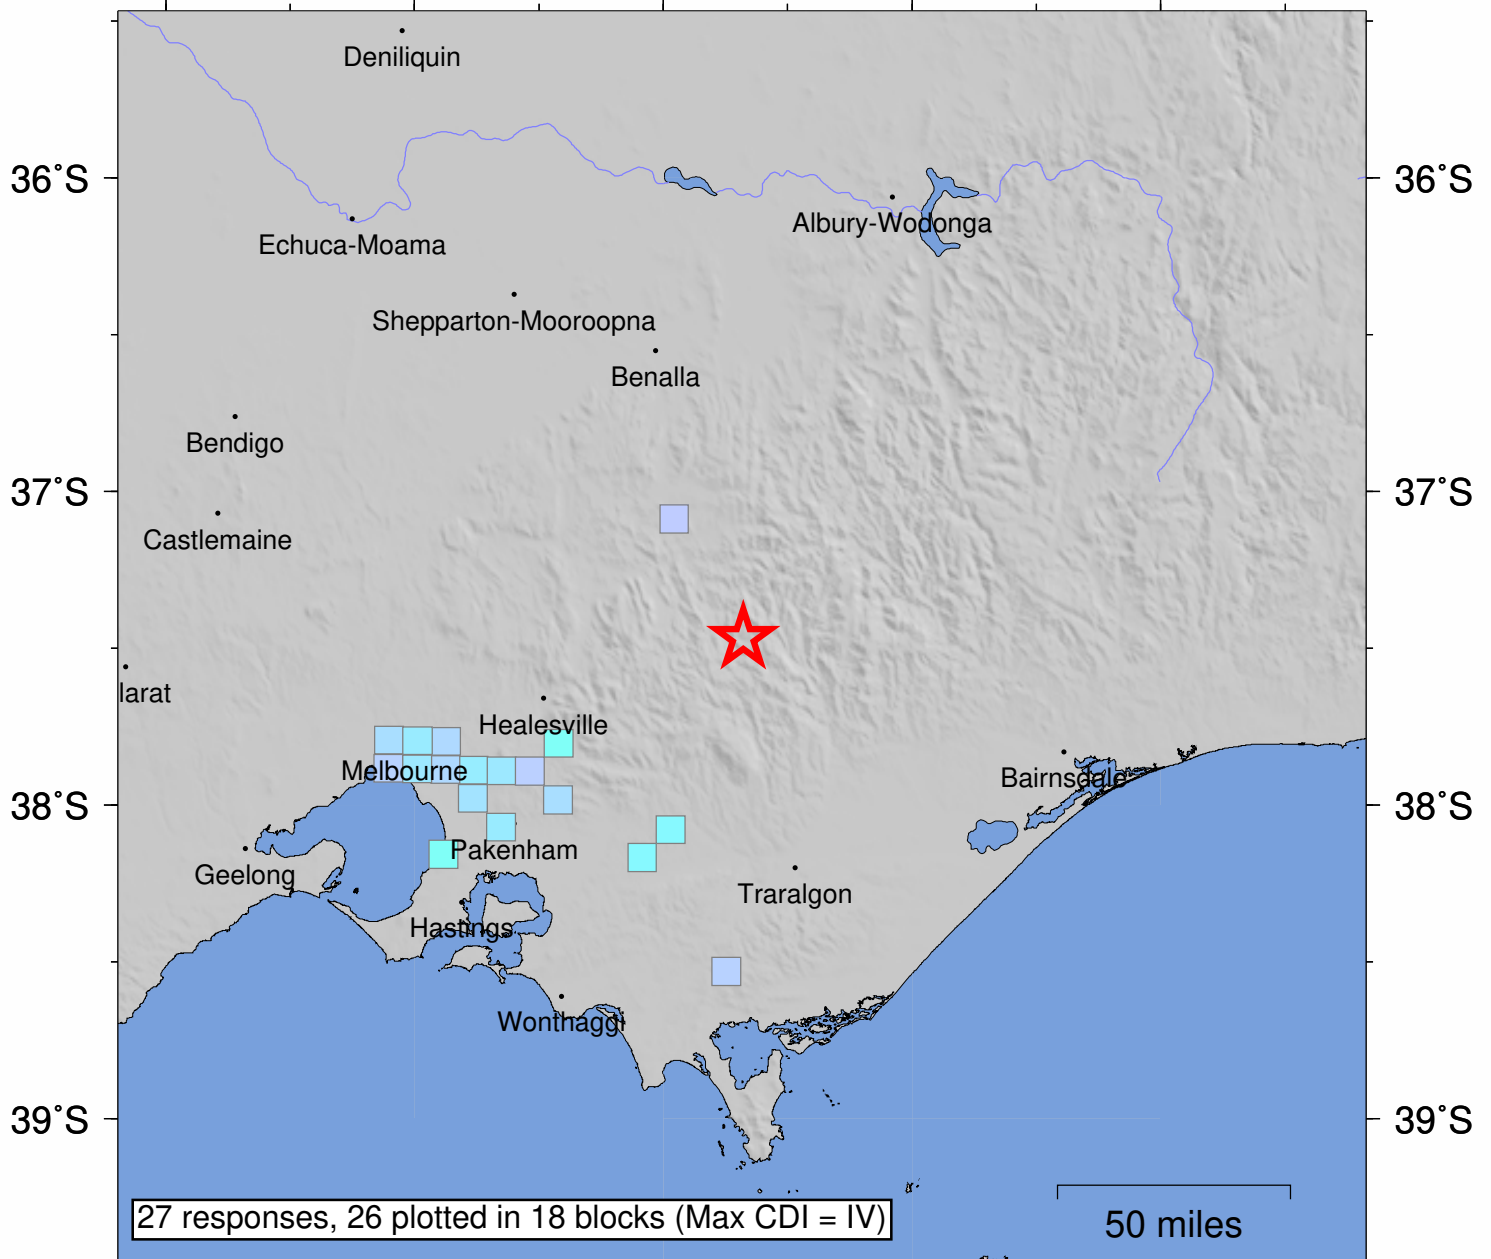 Deniliquin
36°S
36°S
Albury-Wodonga
Echuca-Moama
Shepparton-Mooroopna
Benalla
Bendigo
37°S
37°S
Castlemaine
larat
Healesville
Melbourne
Bairnsdale
38°S
38°S
Pakenham
Geelong
Traralgon
Hastings
Wonthaggi
39°S
39°S
27 responses, 26 plotted in 18 blocks (Max CDI = IV)
50 miles